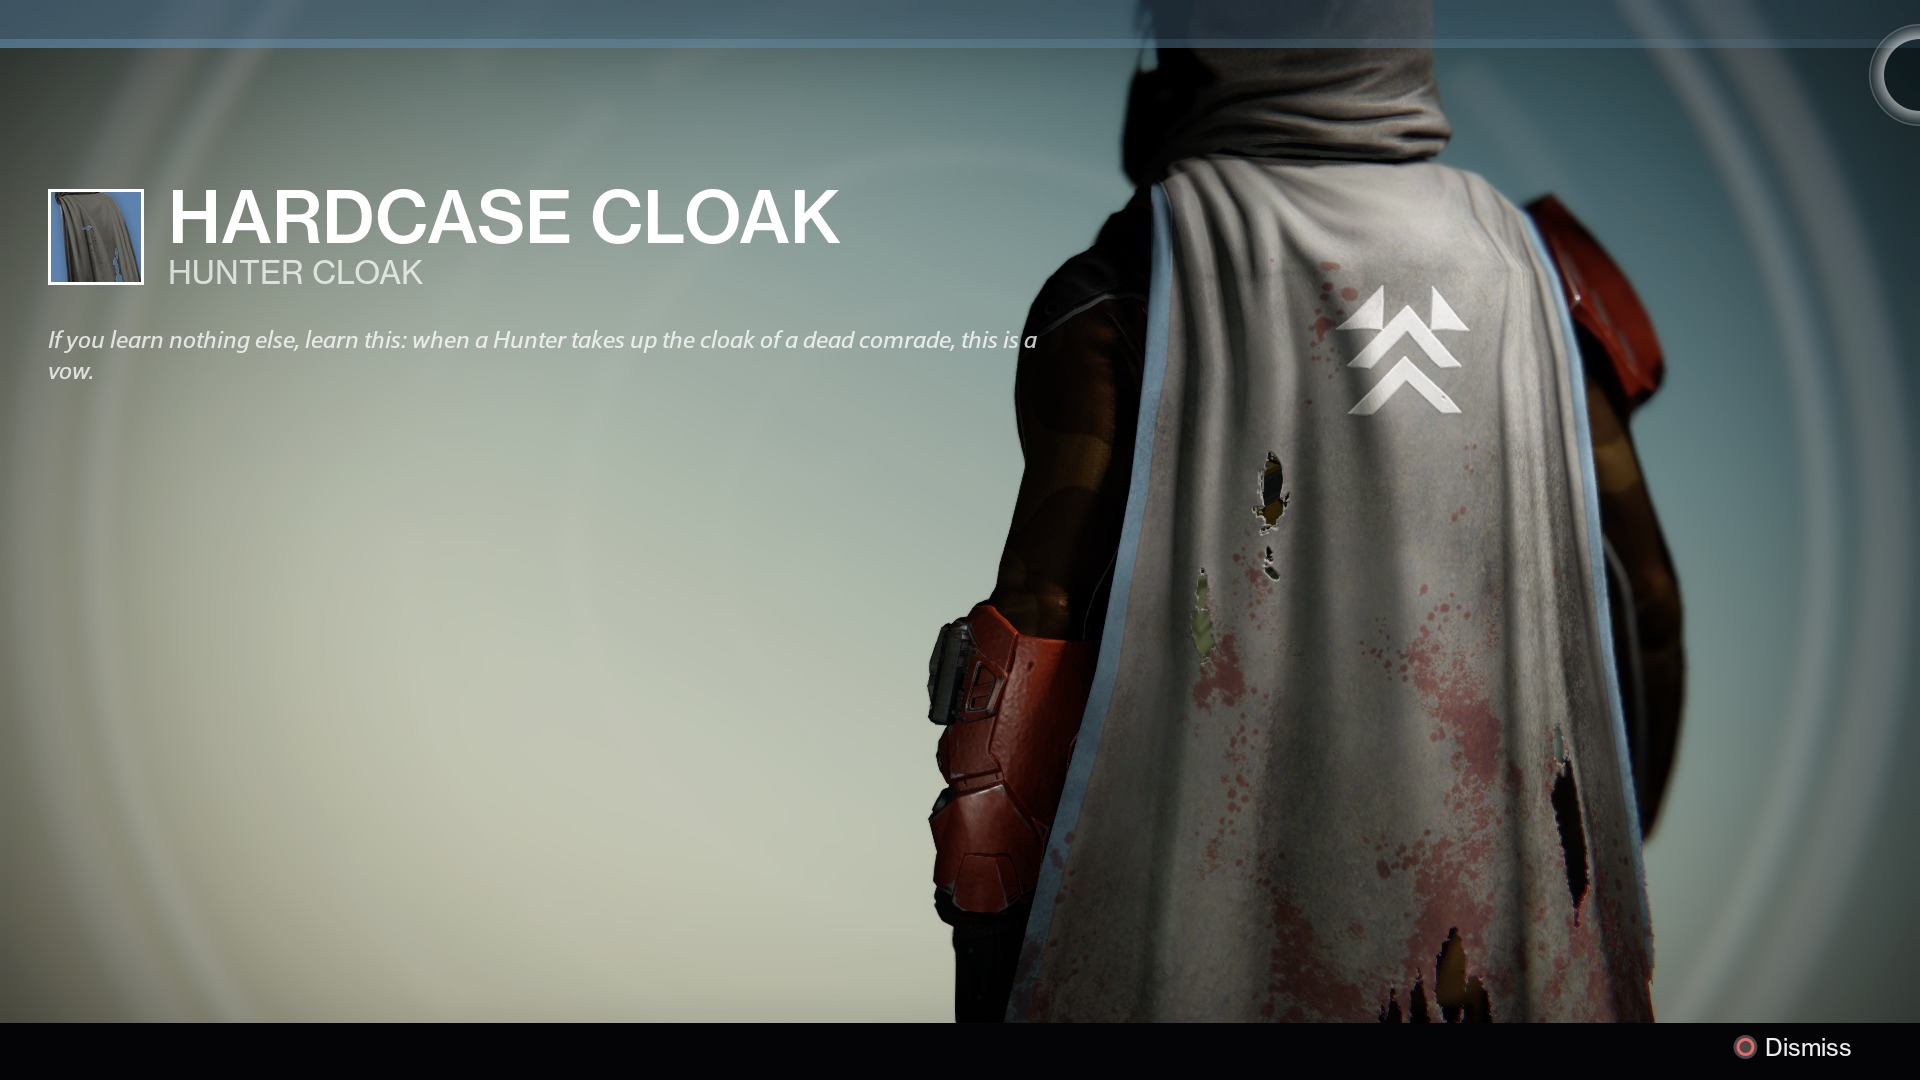 HARDCASE CLOAK
HUNTER CLOAK
If you learn nothing else, learn this: when a Hunter takes up the cloak of a dead comrade, this is a
vow.
Dismiss